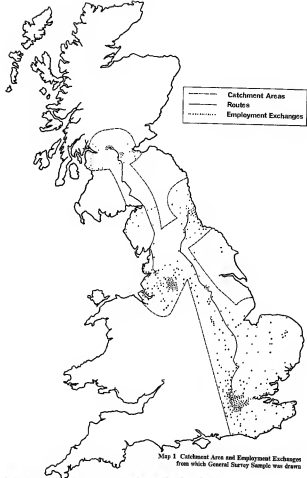 Catchment Areas
Routes
Employment Exchanges
Map 1 Catchment Area and Employment Exchanges
from which General Survey Sample was drawn